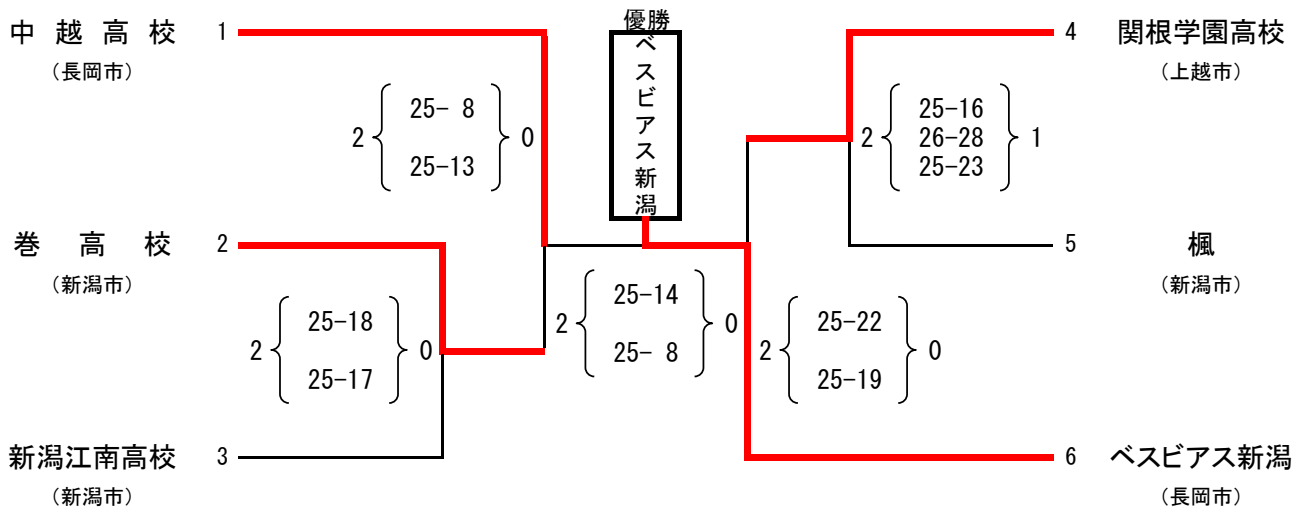 優勝
ベスビアス新潟
中越高校 1
（長岡市）
2 25- 8 0
25-13
巻高校 2
（新潟市）
2 25-18 0
25-17
新潟江南高校 3
（新潟市）
2 25-14 0
25- 8
4 関根学園高校
（上越市）
25-16
2 26-28 1
25-23
5 楓
（新潟市）
2 25-22 0
25-19
6 ベスビアス新潟
（長岡市）